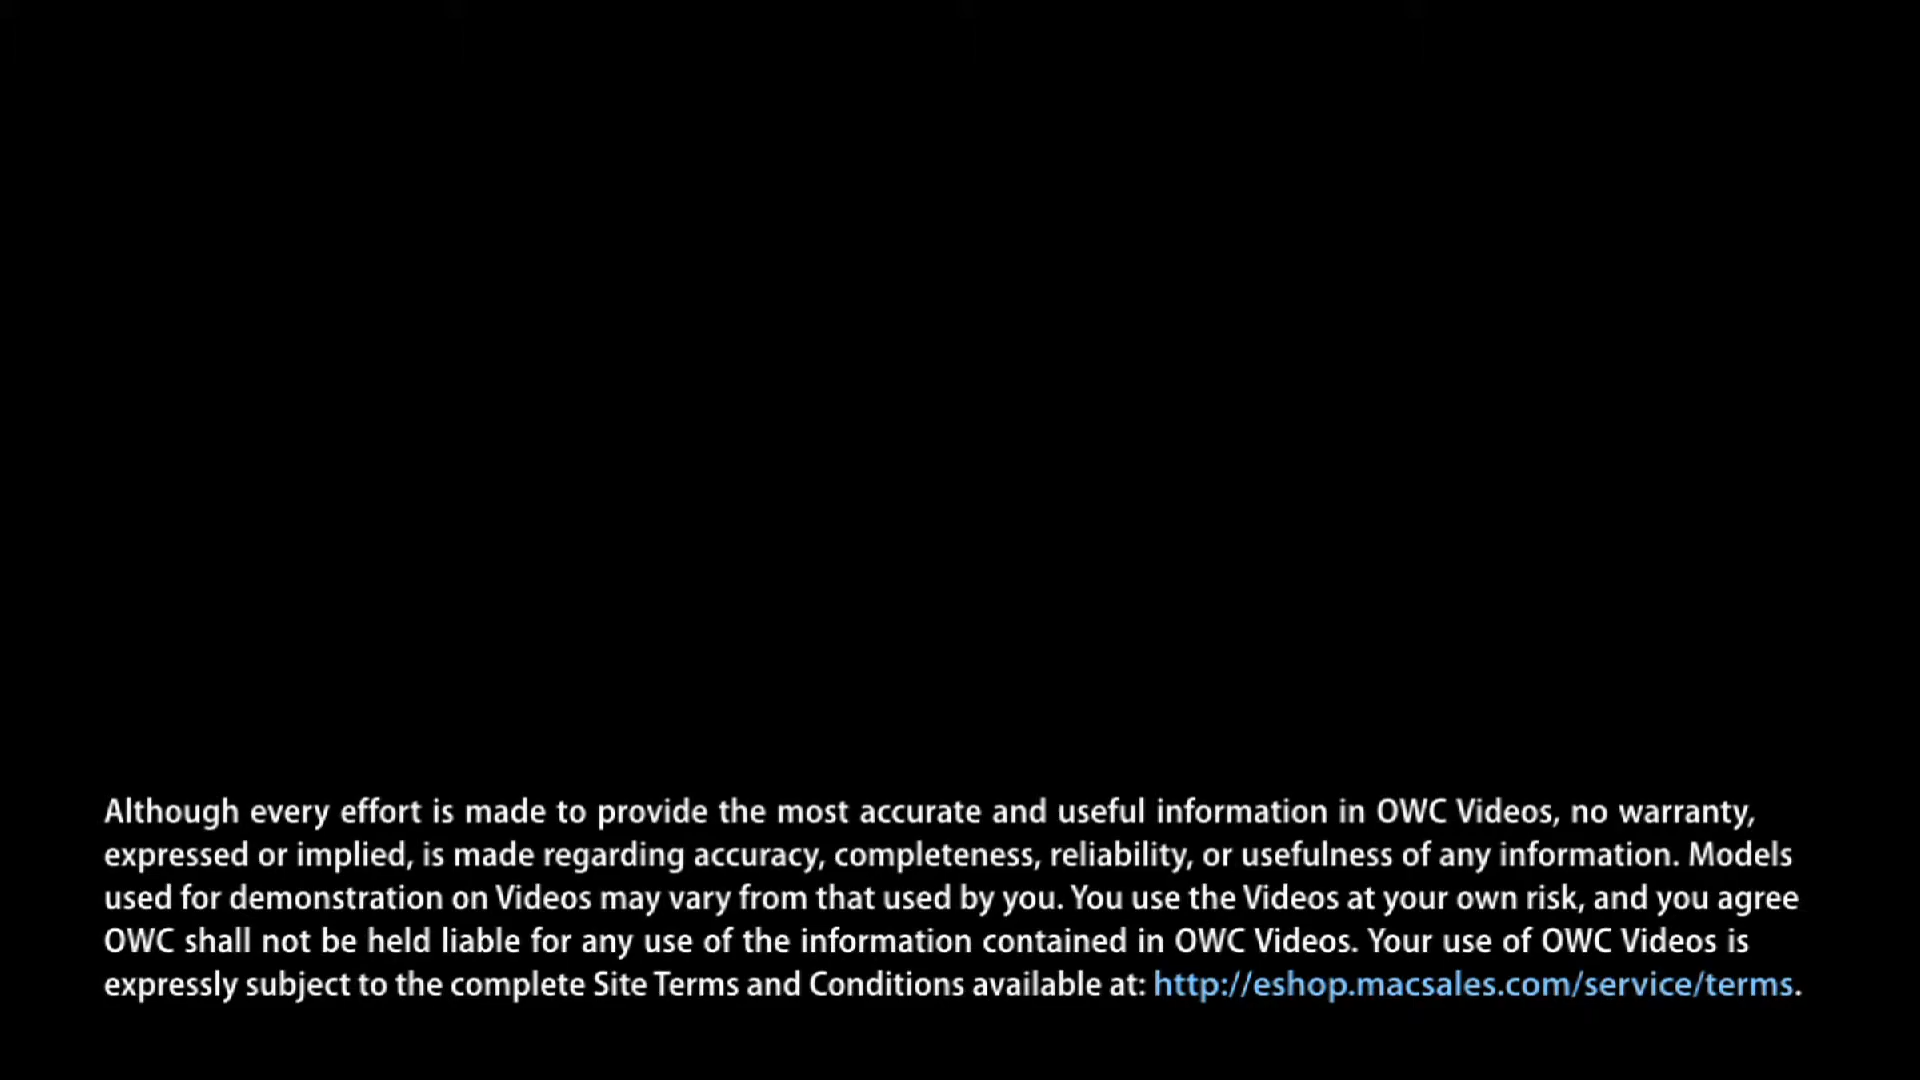 Although every effort is made to provide the most accurate and useful information in OWC Videos, no warranty,
expressed or implied, is made regarding accuracy, completeness, reliability, or usefulness of any information. Models
used for demonstration on Videos may vary from that used by you. You use the Videos at your own risk, and you agree
OWC shall not be held liable for any use of the information contained in OWC Videos. Your use of OWC Videos is
expressly subject to the complete Site Terms and Conditions available at: http://eshop.macsales.com/service/terms.